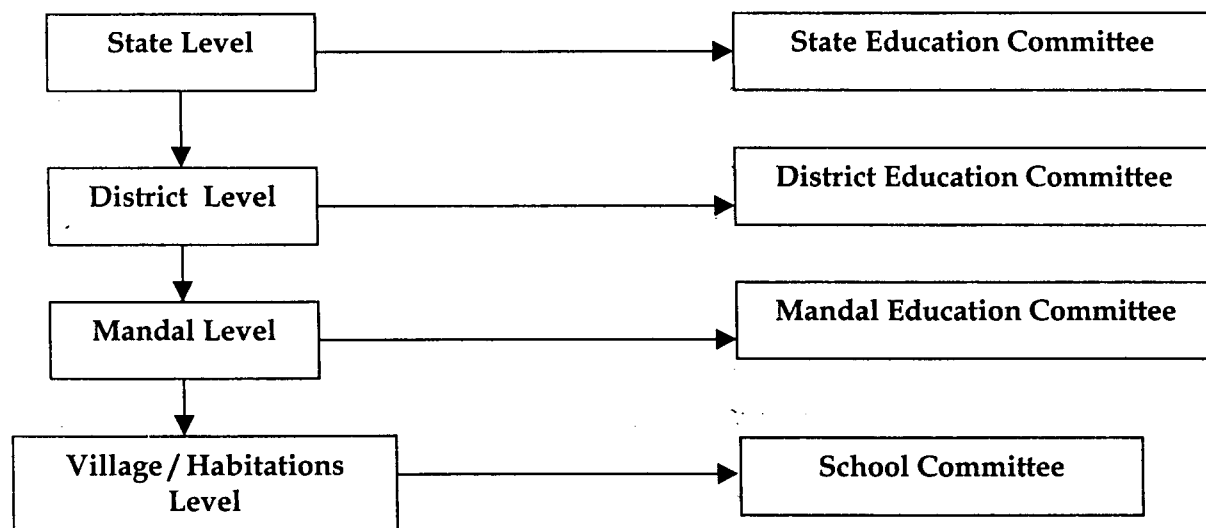 State Level
State Education Committee
District Level
District Education Committee
Mandal Level
Mandal Education Committee
Village / Habitations
Level
School Committee